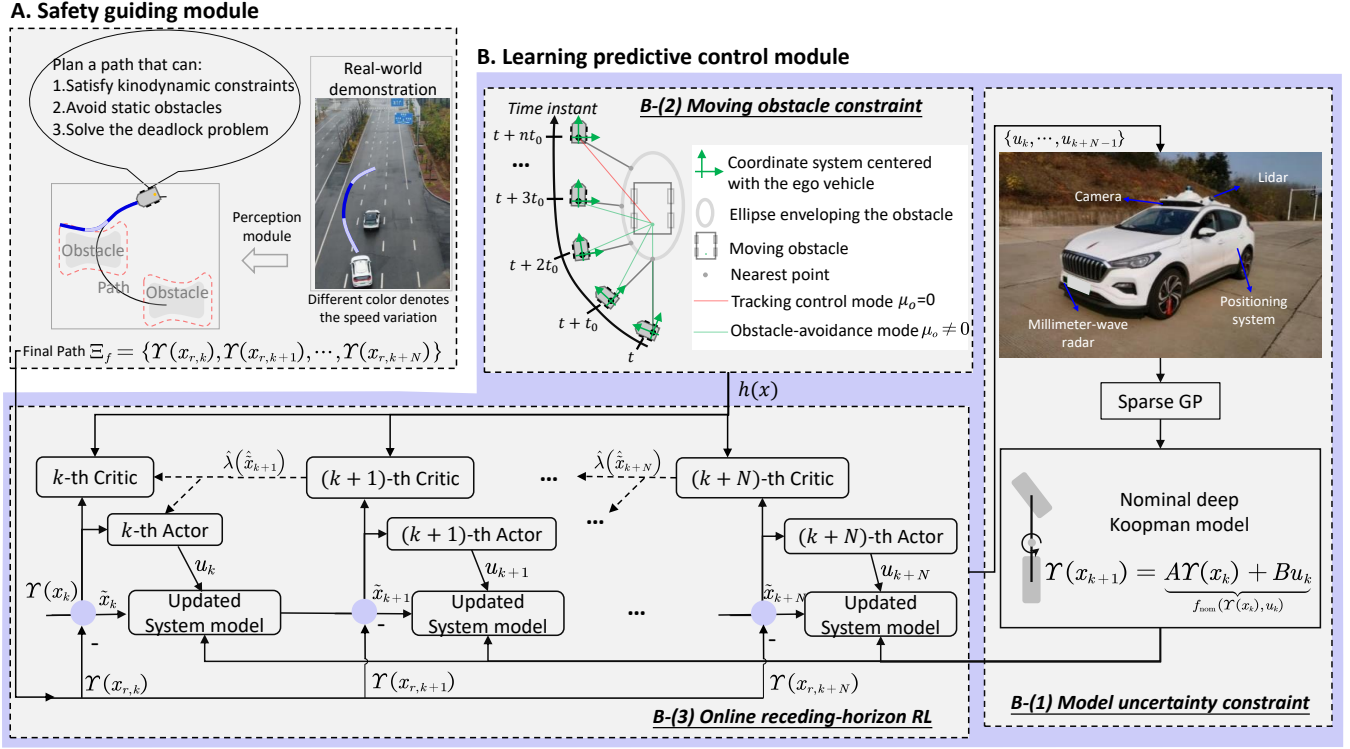 A. Safety guiding module
Plan a path that can:
1.Satisfy kinodynamic constraints
2.Avoid static obstacles
3.Solve the deadlock problem
Real-world
demonstration
Obstacle
Path
Obstacle
Perception
module
Different color denotes
the speed variation
Final Path Ξ_f = {ϒ(x_{r,k}), ϒ(x_{r,k+1}), ⋯, ϒ(x_{r,k+N})}
B. Learning predictive control module
B-(2) Moving obstacle constraint
Time instant
t + nt_0
...
t + 3t_0
t + 2t_0
t + t_0
t
Coordinate system centered
with the ego vehicle
Ellipse enveloping the obstacle
Moving obstacle
Nearest point
Tracking control mode μ_o=0
Obstacle-avoidance mode μ_o ≠ 0
h(x)
{u_k, ⋯, u_{k+N−1}}
Camera
Lidar
Millimeter-wave
radar
Positioning
system
Sparse GP
Nominal deep
Koopman model
ϒ(x_{k+1}) = Aϒ(x_k) + Bu_k
f_{nom}(ϒ(x_k), u_k)
B-(1) Model uncertainty constraint
k-th Critic
λ̂(x̃̂_{k+1})
(k + 1)-th Critic
...
λ̂(x̃̂_{k+N})
(k + N)-th Critic
k-th Actor
(k + 1)-th Actor
...
(k + N)-th Actor
u_k
u_{k+1}
u_{k+N}
ϒ(x_k)
x̃_k
Updated
System model
x̃_{k+1}
Updated
System model
...
x̃_{k+N}
Updated
System model
-
-
-
ϒ(x_{r,k})
ϒ(x_{r,k+1})
ϒ(x_{r,k+N})
B-(3) Online receding-horizon RL